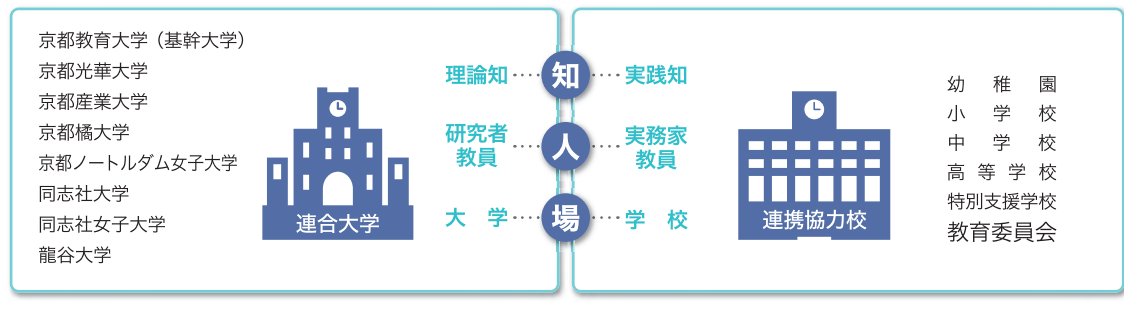 京都教育大学（基幹大学）
京都光華大学
京都産業大学
京都橘大学
京都ノートルダム女子大学
同志社大学
同志社女子大学
龍谷大学
連合大学
理論知
知
実践知
研究者
教員
人
実務家
教員
大学
場
学校
連携協力校
幼稚園
小学校
中学校
高等学校
特別支援学校
教育委員会